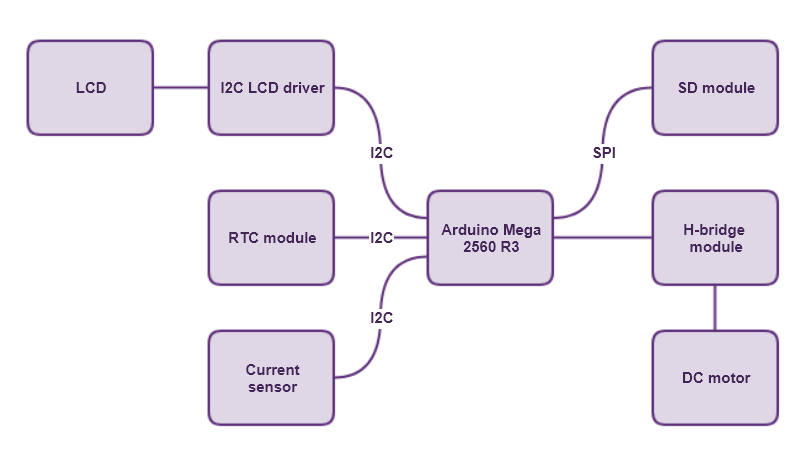 LCD
I2C LCD driver
SD module
I2C
SPI
RTC module
I2C
Arduino Mega
2560 R3
H-bridge
module
I2C
Current
sensor
DC motor